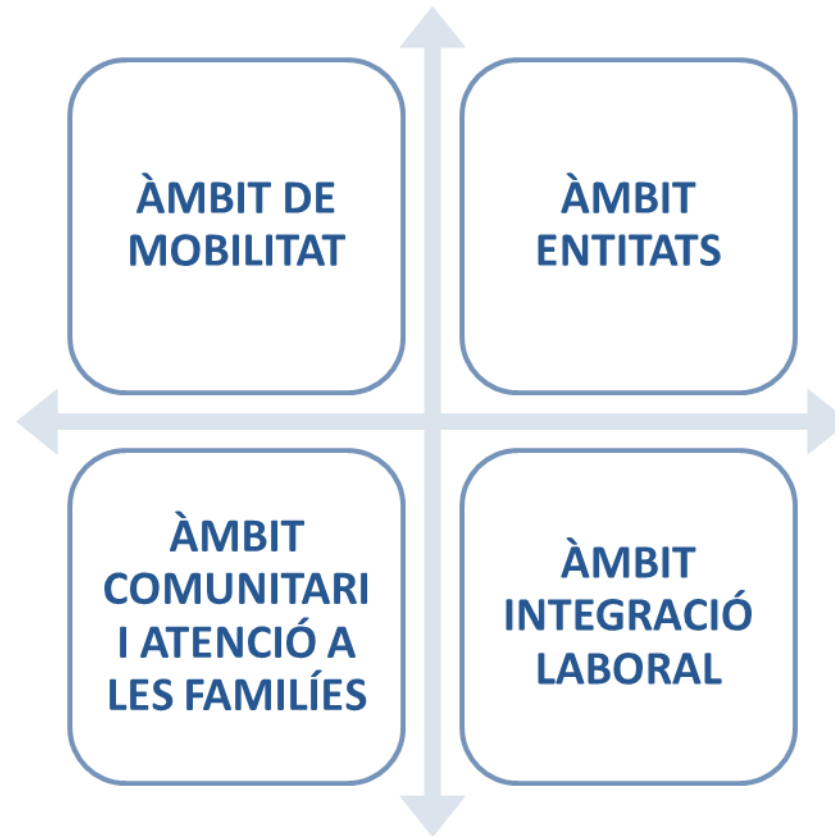 ÀMBIT DE
MOBILITAT
ÀMBIT
ENTITATS
ÀMBIT
COMUNITARI
I ATENCIÓ A
LES FAMILÍES
ÀMBIT
INTEGRACIÓ
LABORAL